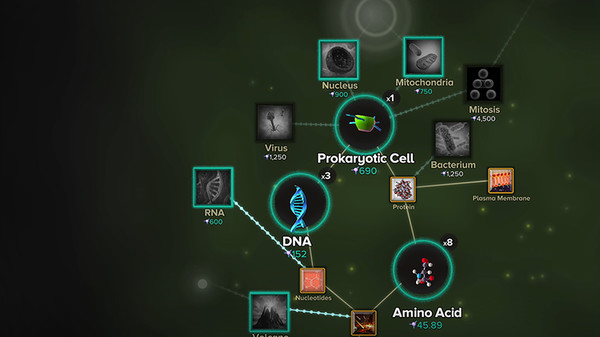 x1
Nucleus
900
Mitochondria
750
Mitosis
4,500
Virus
1,250
Prokaryotic Cell
690
Bacterium
1,250
x3
RNA
600
Protein
Plasma Membrane
DNA
152
x8
Nucleotides
Amino Acid
45.89
Volcano